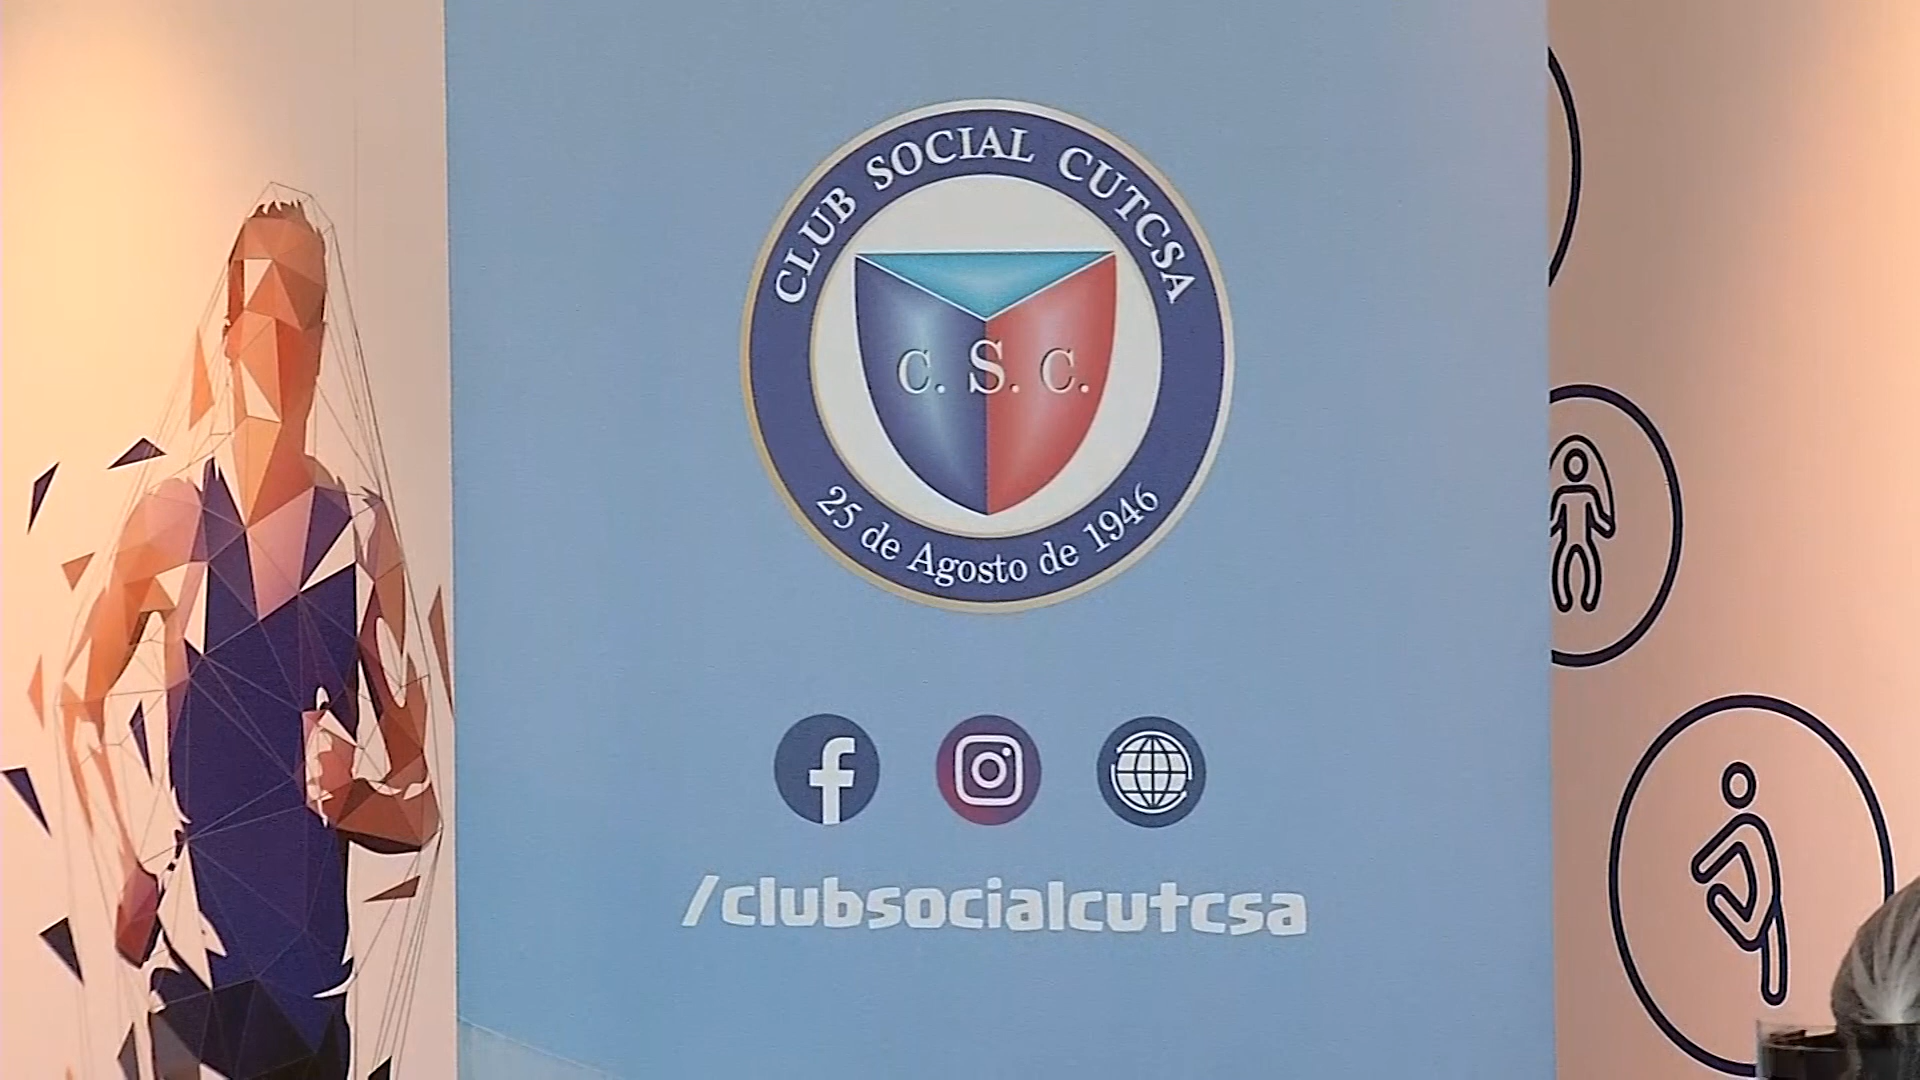 CLUB SOCIAL CUTCSA
C. S. C.
25 de Agosto de 1946
/clubsocialcutcsa